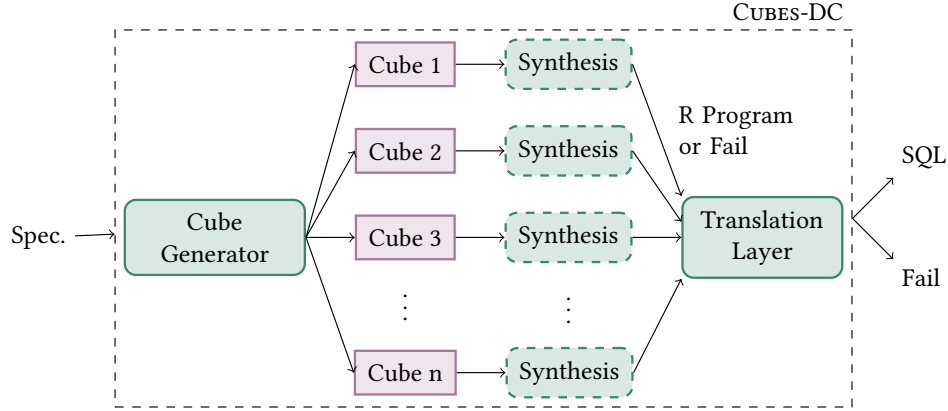 CUBES-DC
Cube 1
Synthesis
R Program
or Fail
Cube 2
Synthesis
SQL
Spec.
Cube
Generator
Cube 3
Synthesis
Translation
Layer
Fail
⋮
⋮
Cube n
Synthesis